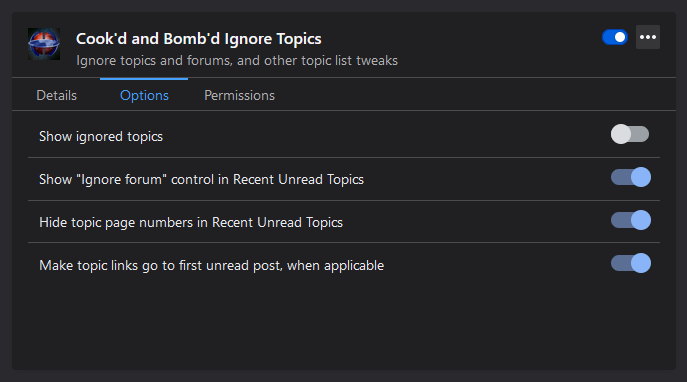 Cook'd and Bomb'd Ignore Topics
Ignore topics and forums, and other topic list tweaks
Details Options Permissions
Show ignored topics
Show "Ignore forum" control in Recent Unread Topics
Hide topic page numbers in Recent Unread Topics
Make topic links go to first unread post, when applicable